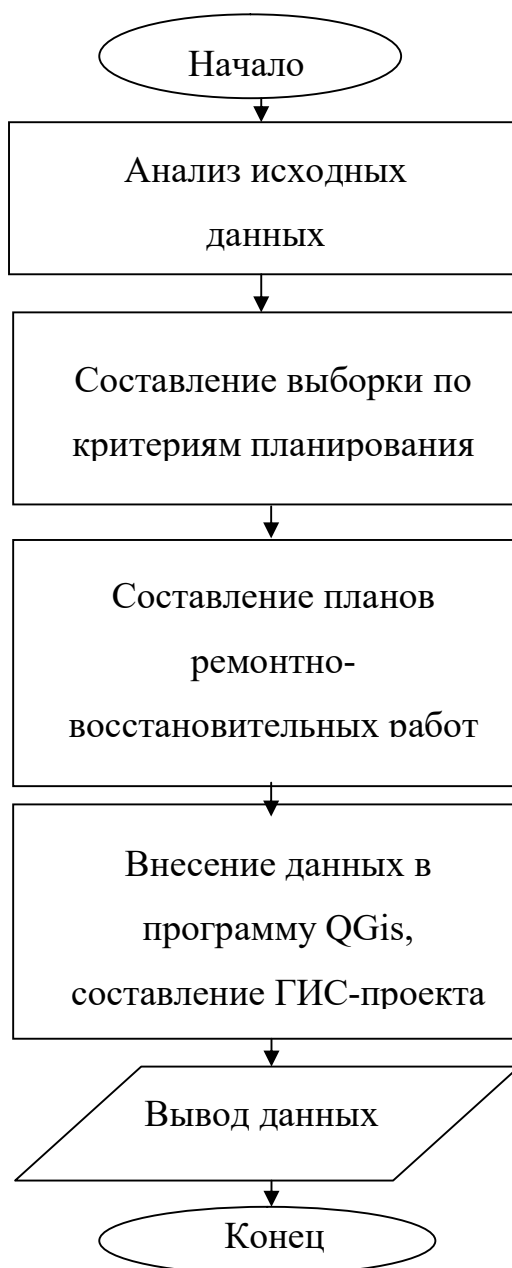 Начало
Анализ исходных
данных
Составление выборки по
критериям планирования
Составление планов
ремонтно-
восстановительных работ
Внесение данных в
программу QGis,
составление ГИС-проекта
Вывод данных
Конец